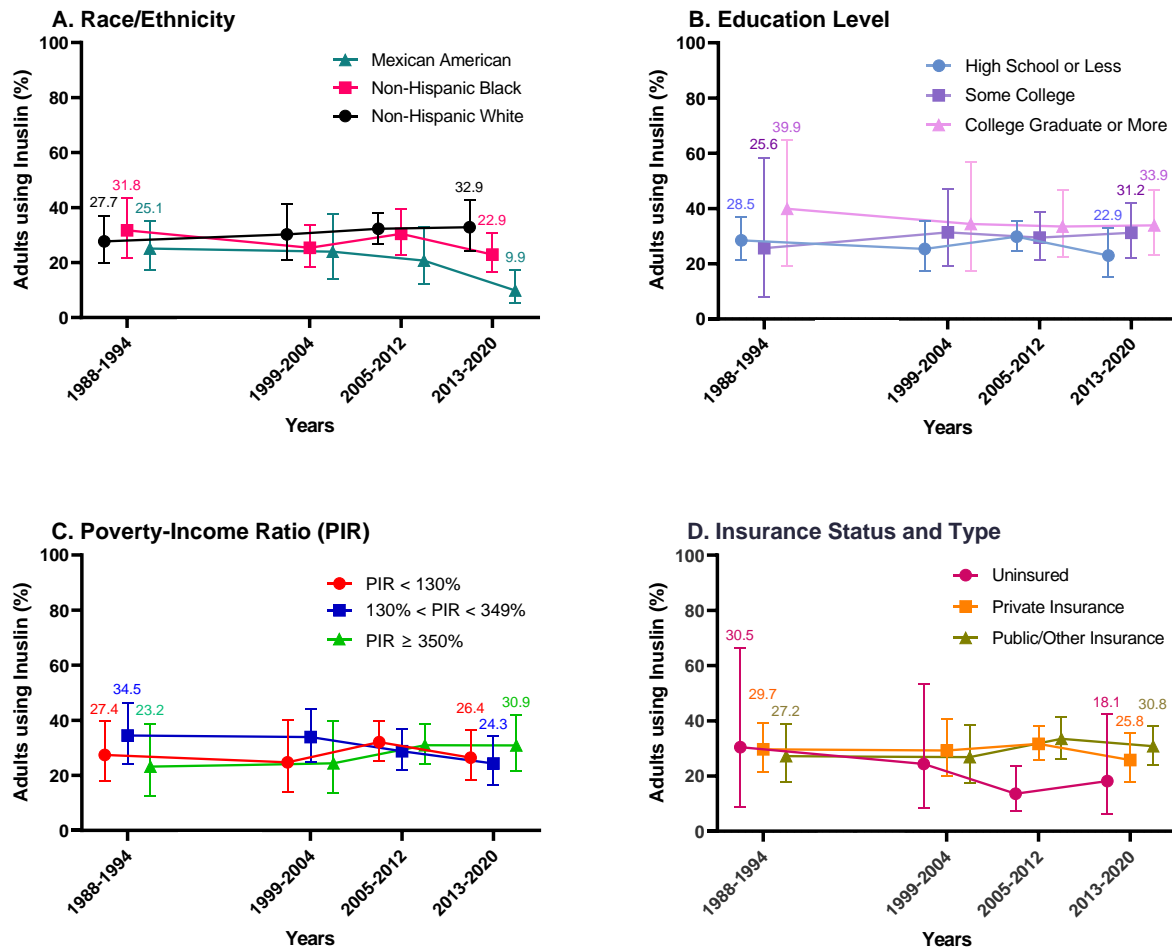 A. Race/Ethnicity
Adults using Inuslin (%)
100
80
60
40
20
0
Mexican American
Non-Hispanic Black
Non-Hispanic White
27.7
31.8
25.1
32.9
22.9
9.9
1988-1994
1999-2004
2005-2012
2013-2020
Years
B. Education Level
Adults using Inuslin (%)
100
80
60
40
20
0
High School or Less
Some College
College Graduate or More
28.5
25.6
39.9
22.9
31.2
33.9
1988-1994
1999-2004
2005-2012
2013-2020
Years
C. Poverty-Income Ratio (PIR)
Adults using Inuslin (%)
100
80
60
40
20
0
PIR < 130%
130% < PIR < 349%
PIR ≥ 350%
27.4
34.5
23.2
26.4
24.3
30.9
1988-1994
1999-2004
2005-2012
2013-2020
Years
D. Insurance Status and Type
Adults using Inuslin (%)
100
80
60
40
20
0
Uninsured
Private Insurance
Public/Other Insurance
30.5
29.7
27.2
18.1
25.8
30.8
1988-1994
1999-2004
2005-2012
2013-2020
Years